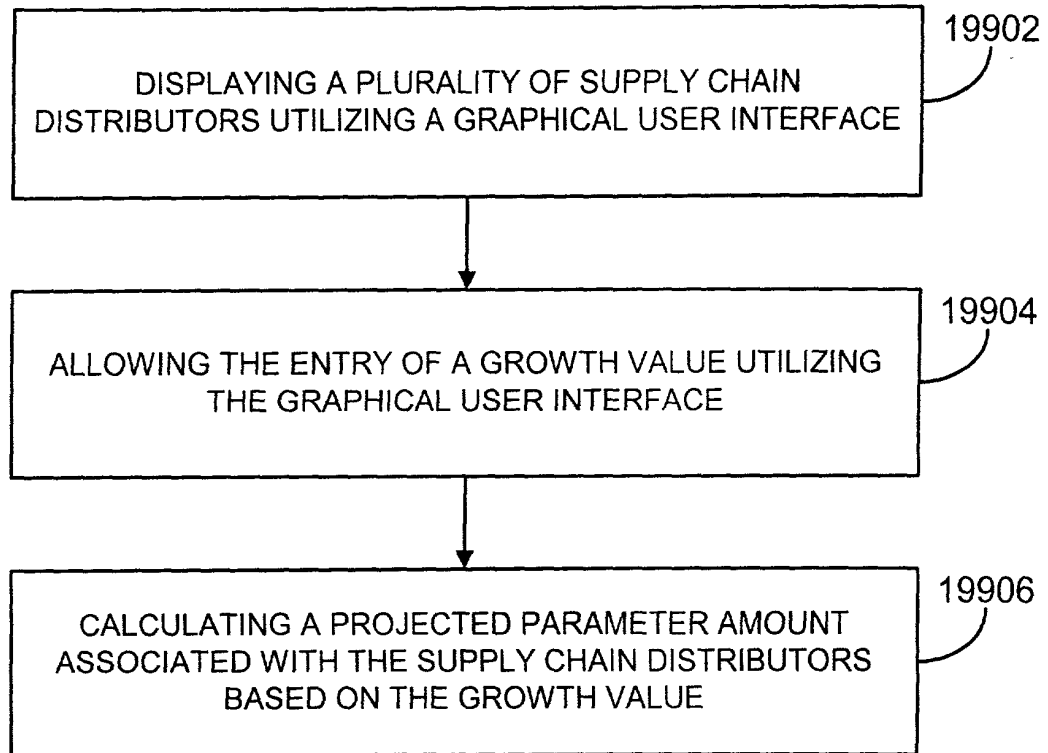 19902
DISPLAYING A PLURALITY OF SUPPLY CHAIN
DISTRIBUTORS UTILIZING A GRAPHICAL USER INTERFACE
19904
ALLOWING THE ENTRY OF A GROWTH VALUE UTILIZING
THE GRAPHICAL USER INTERFACE
19906
CALCULATING A PROJECTED PARAMETER AMOUNT
ASSOCIATED WITH THE SUPPLY CHAIN DISTRIBUTORS
BASED ON THE GROWTH VALUE